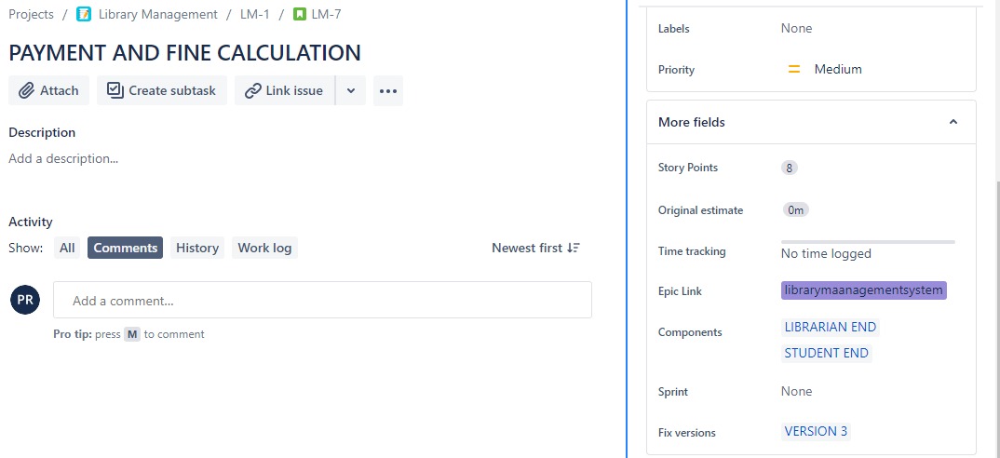 Projects / Library Management / LM-1 / LM-7
PAYMENT AND FINE CALCULATION
Attach Create subtask Link issue
Description
Add a description...
Activity
Show: All Comments History Work log Newest first
PR Add a comment...
Pro tip: press M to comment
Labels None
Priority Medium
More fields
Story Points 8
Original estimate 0m
Time tracking No time logged
Epic Link librarymaanagementsystem
Components LIBRARIAN END
STUDENT END
Sprint None
Fix versions VERSION 3